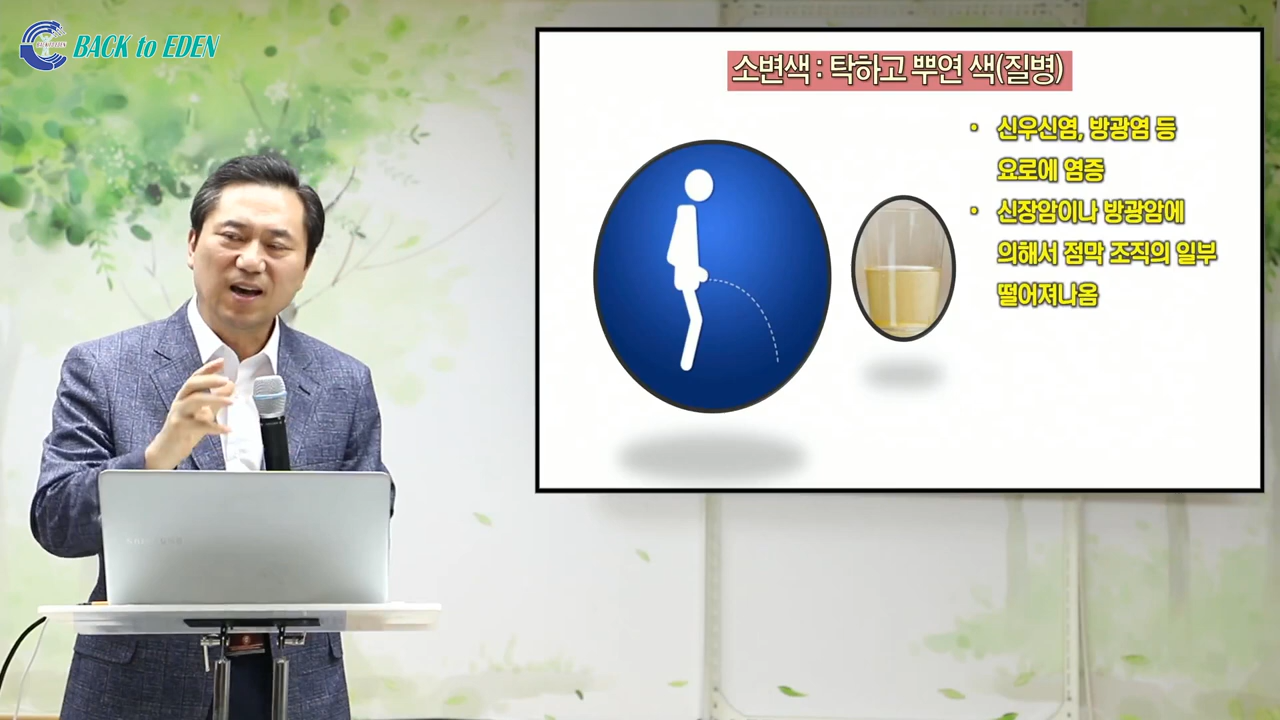 BACK to EDEN
소변색 : 탁하고 뿌연 색(질병)
• 신우신염, 방광염 등
요로에 염증
• 신장암이나 방광암에
의해서 점막 조직의 일부
떨어져나옴